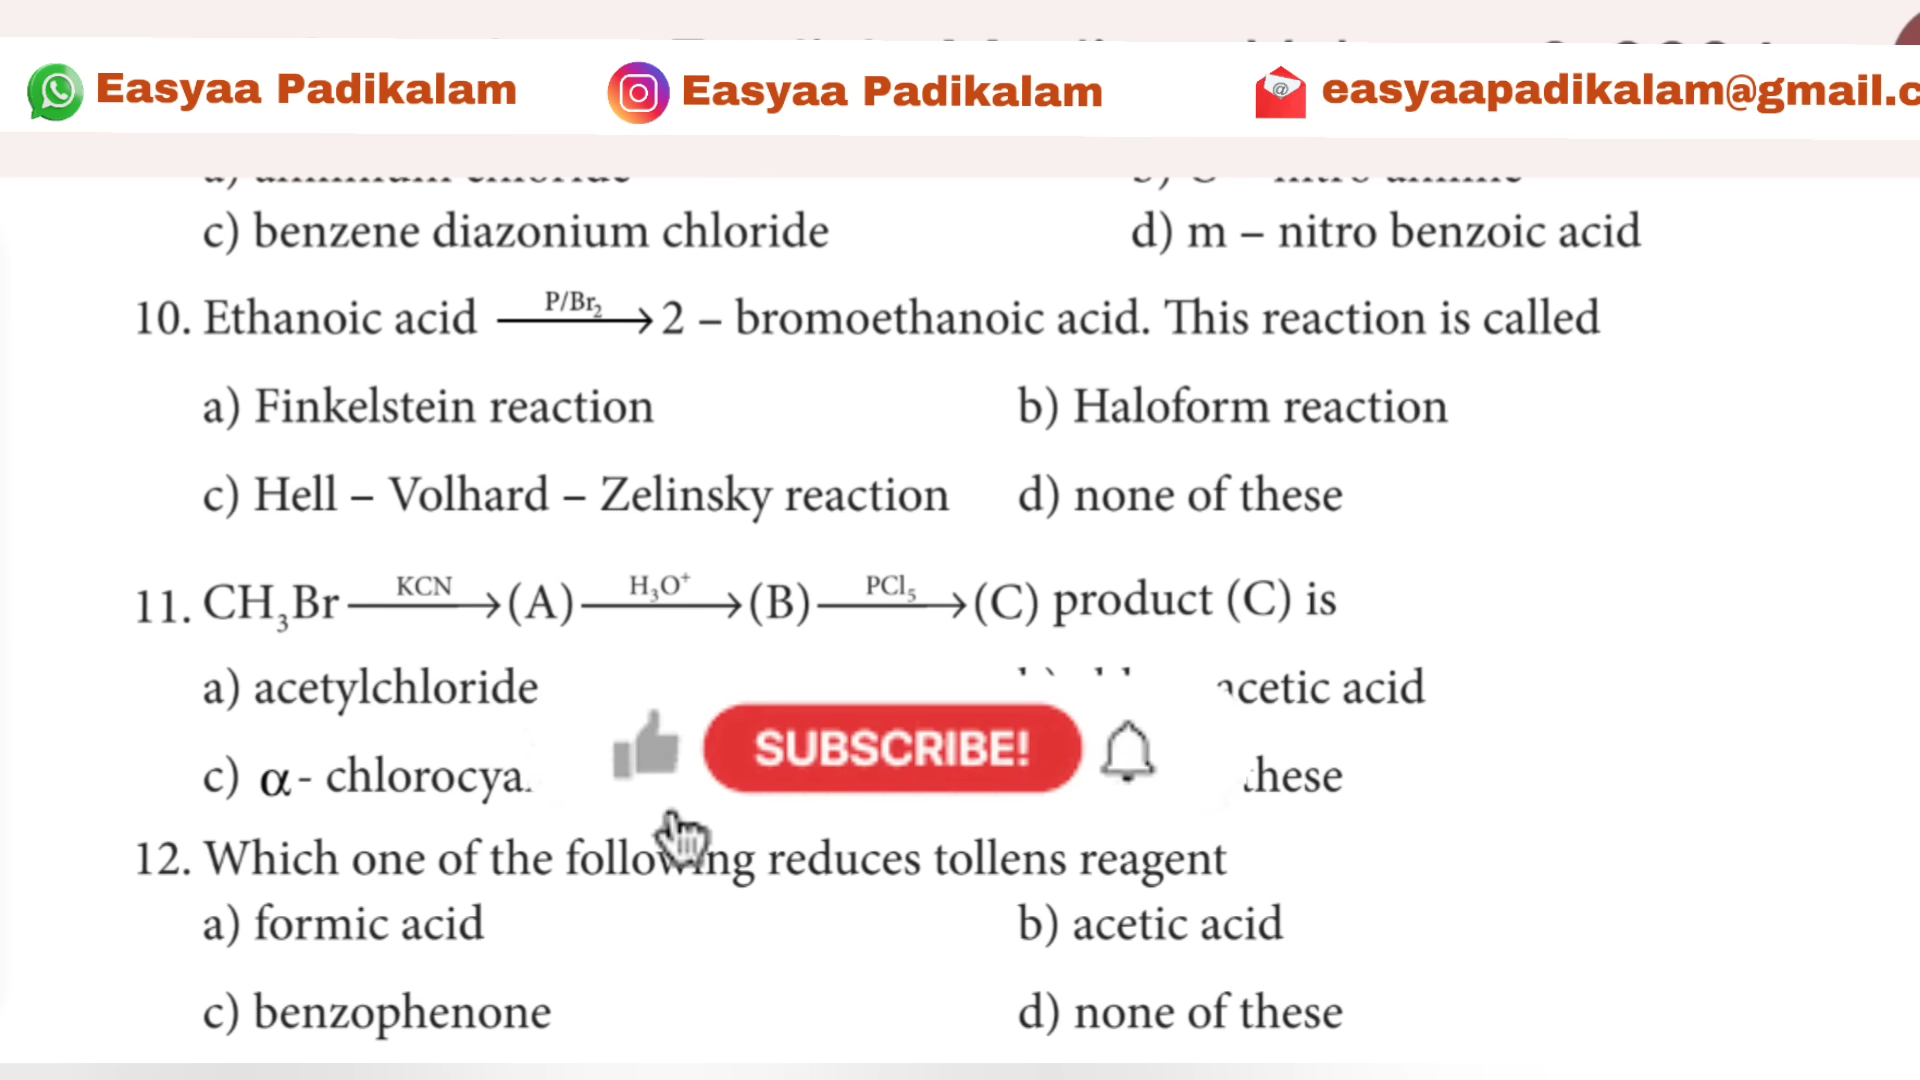 Easyaa Padikalam Easyaa Padikalam easyaapadikalam@gmail.c
c) benzene diazonium chloride d) m – nitro benzoic acid
10. Ethanoic acid P/Br₂ → 2 – bromoethanoic acid. This reaction is called
a) Finkelstein reaction b) Haloform reaction
c) Hell – Volhard – Zelinsky reaction d) none of these
11. CH₃Br KCN → (A) H₃O⁺ → (B) PCl₅ → (C) product (C) is
a) acetylchloride acetic acid
SUBSCRIBE!
c) α - chlorocya
12. Which one of the following reduces tollens reagent
a) formic acid b) acetic acid
c) benzophenone d) none of these